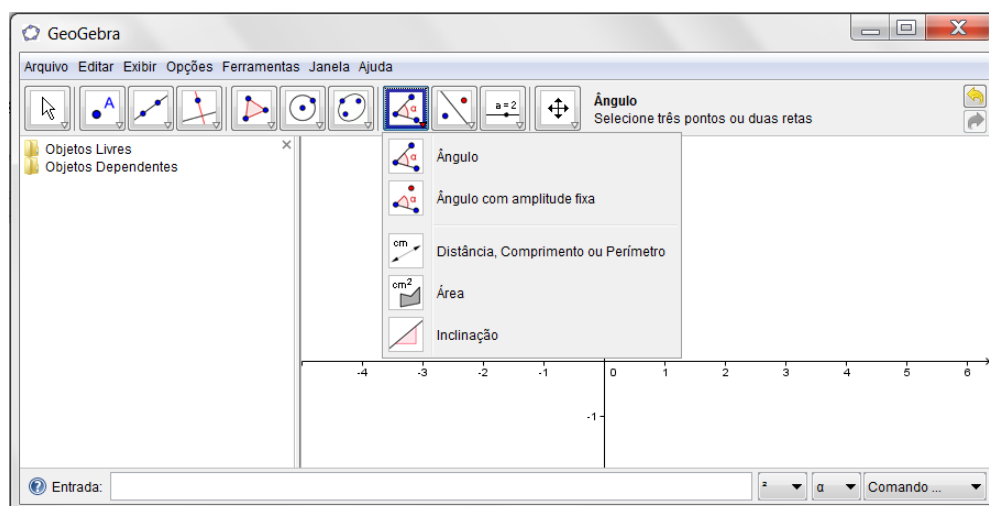 GeoGebra
Arquivo Editar Exibir Opções Ferramentas Janela Ajuda
A
α
a = 2
Ângulo
Selecione três pontos ou duas retas
Objetos Livres
Objetos Dependentes
α
Ângulo
α
Ângulo com amplitude fixa
cm
Distância, Comprimento ou Perímetro
cm²
Área
Inclinação
-4 -3 -2 -1 0 1 2 3 4 5 6
-1
Entrada: ² α Comando ...